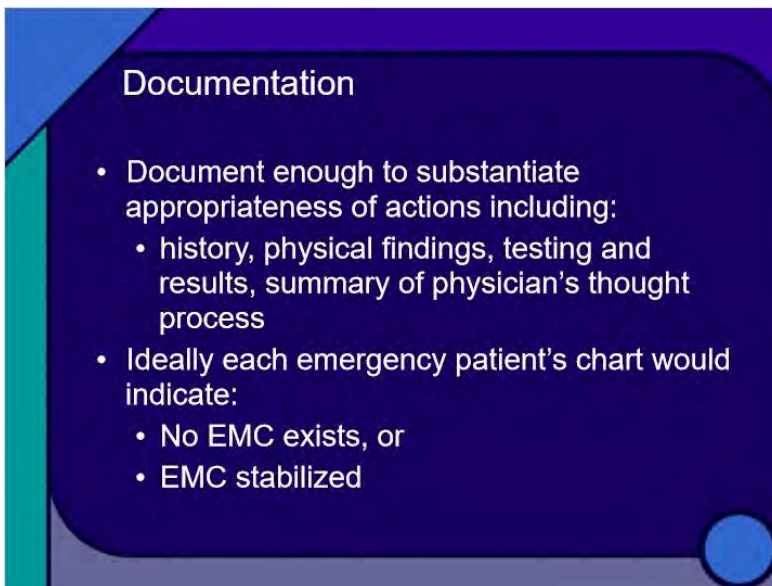 Documentation
• Document enough to substantiate
appropriateness of actions including:
• history, physical findings, testing and
results, summary of physician's thought
process
• Ideally each emergency patient's chart would
indicate:
• No EMC exists, or
• EMC stabilized